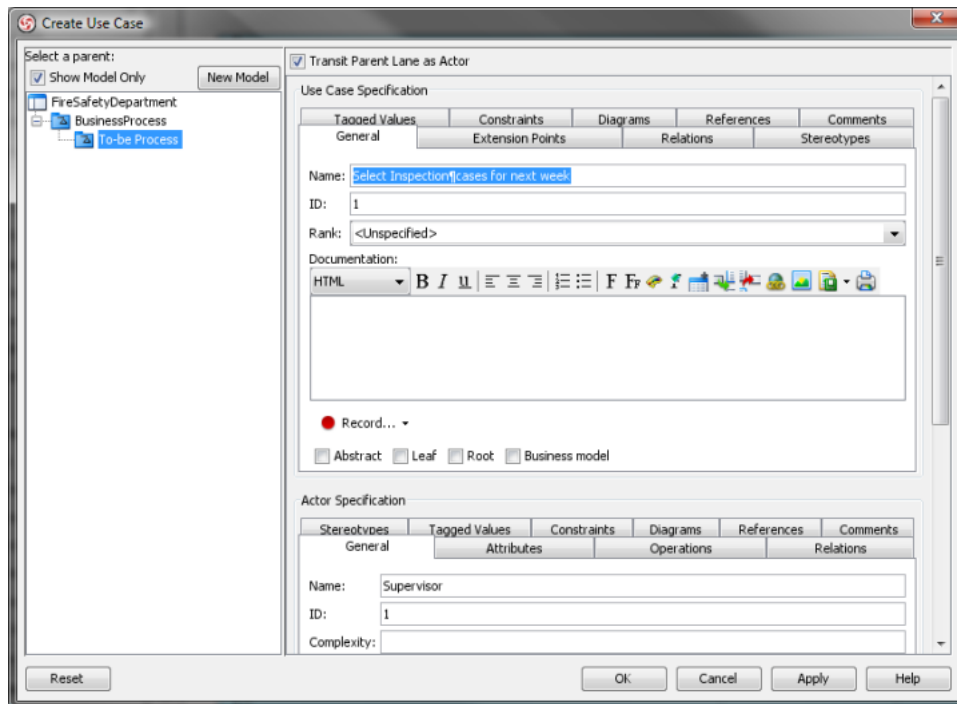 Create Use Case
Select a parent:
Show Model Only
New Model
FireSafetyDepartment
BusinessProcess
To-be Process
Transit Parent Lane as Actor
Use Case Specification
Tagged Values Constraints Diagrams References Comments
General Extension Points Relations Stereotypes
Name: Select Inspection¶cases for next week
ID: 1
Rank: <Unspecified>
Documentation:
HTML B I U F FF
Record...
Abstract Leaf Root Business model
Actor Specification
Stereotypes Tagged Values Constraints Diagrams References Comments
General Attributes Operations Relations
Name: Supervisor
ID: 1
Complexity:
Reset OK Cancel Apply Help